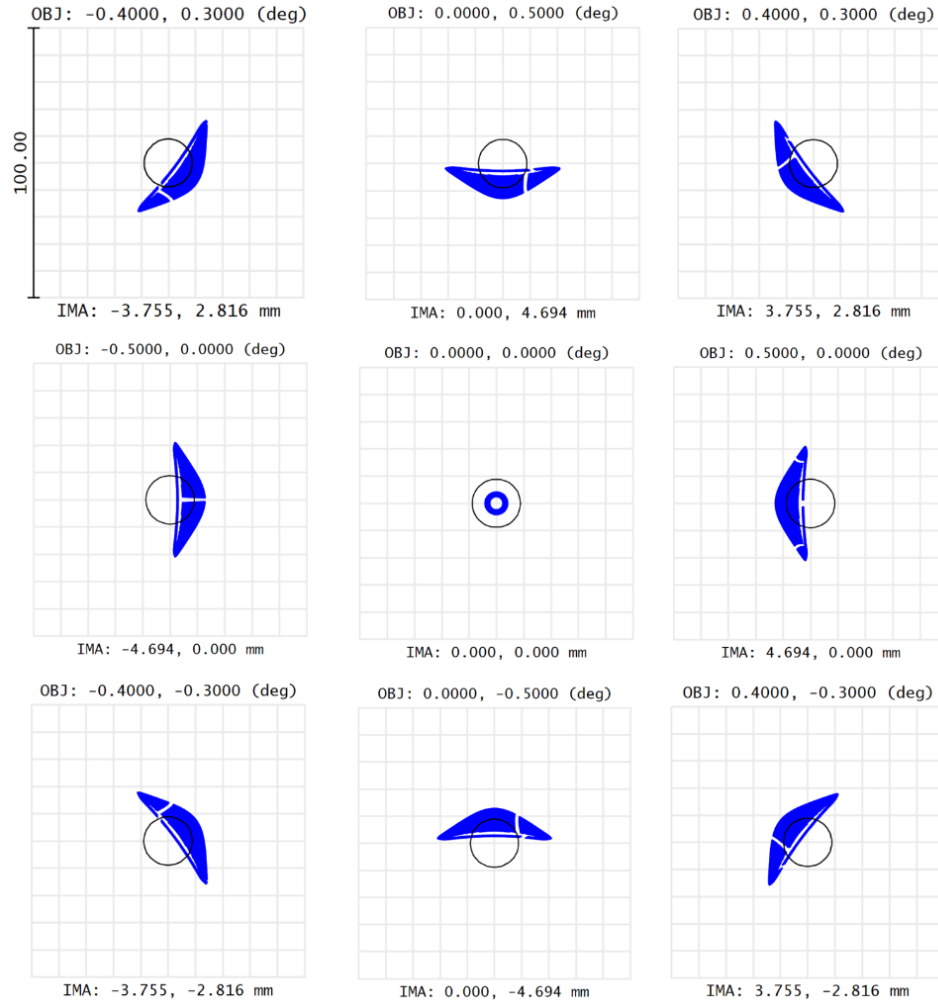 OBJ: -0.4000, 0.3000 (deg)
OBJ: 0.0000, 0.5000 (deg)
OBJ: 0.4000, 0.3000 (deg)
100.00
IMA: -3.755, 2.816 mm
IMA: 0.000, 4.694 mm
IMA: 3.755, 2.816 mm
OBJ: -0.5000, 0.0000 (deg)
OBJ: 0.0000, 0.0000 (deg)
OBJ: 0.5000, 0.0000 (deg)
IMA: -4.694, 0.000 mm
IMA: 0.000, 0.000 mm
IMA: 4.694, 0.000 mm
OBJ: -0.4000, -0.3000 (deg)
OBJ: 0.0000, -0.5000 (deg)
OBJ: 0.4000, -0.3000 (deg)
IMA: -3.755, -2.816 mm
IMA: 0.000, -4.694 mm
IMA: 3.755, -2.816 mm